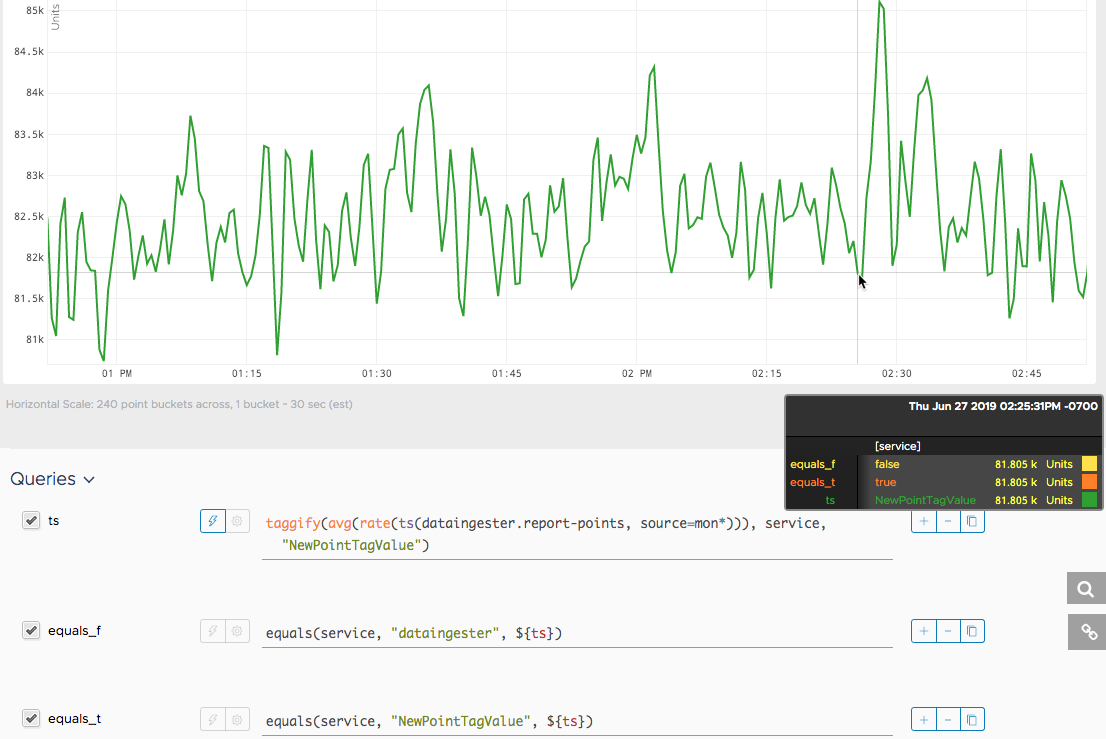 85k
Units
84.5k
84k
83.5k
83k
82.5k
82k
81.5k
81k
01 PM 01:15 01:30 01:45 02 PM 02:15 02:30 02:45
Horizontal Scale: 240 point buckets across, 1 bucket - 30 sec (est)
Thu Jun 27 2019 02:25:31PM -0700
[service]
equals_f false 81.805 k Units
equals_t true 81.805 k Units
ts NewPointTagValue 81.805 k Units
Queries
ts
taggify(avg(rate(ts(dataingester.report-points, source=mon*))), service,
"NewPointTagValue")
equals_f
equals(service, "dataingester", ${ts})
equals_t
equals(service, "NewPointTagValue", ${ts})